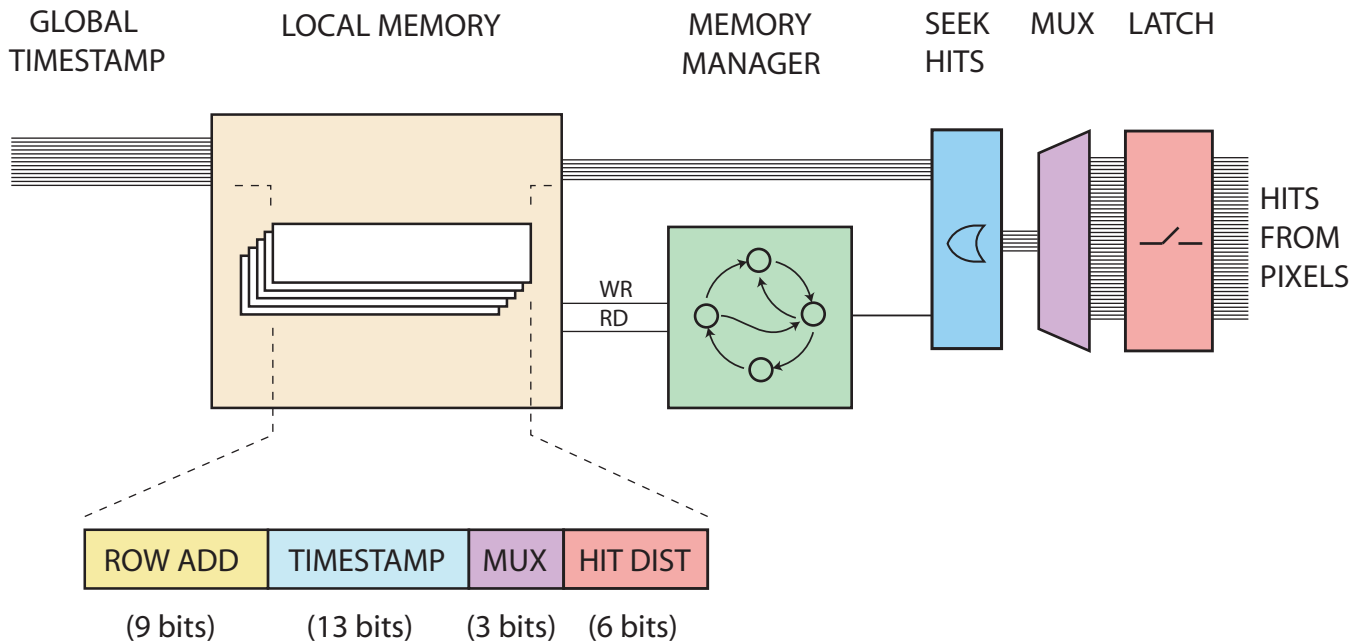 GLOBAL
TIMESTAMP
LOCAL MEMORY
MEMORY
MANAGER
SEEK
HITS
MUX
LATCH
WR
RD
HITS
FROM
PIXELS
ROW ADD
TIMESTAMP
MUX
HIT DIST
(9 bits)
(13 bits)
(3 bits)
(6 bits)